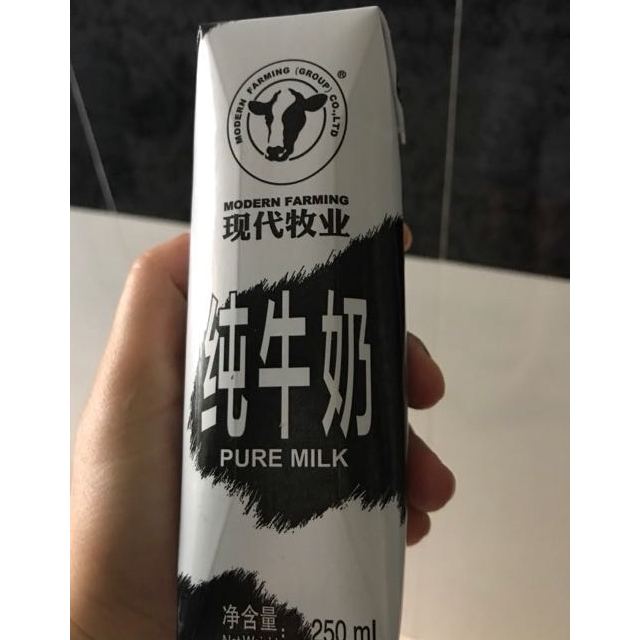 MODERN FARMING (GROUP) CO.,LTD
®
MODERN FARMING
现代牧业
纯牛奶
PURE MILK
净含量: 250 ml